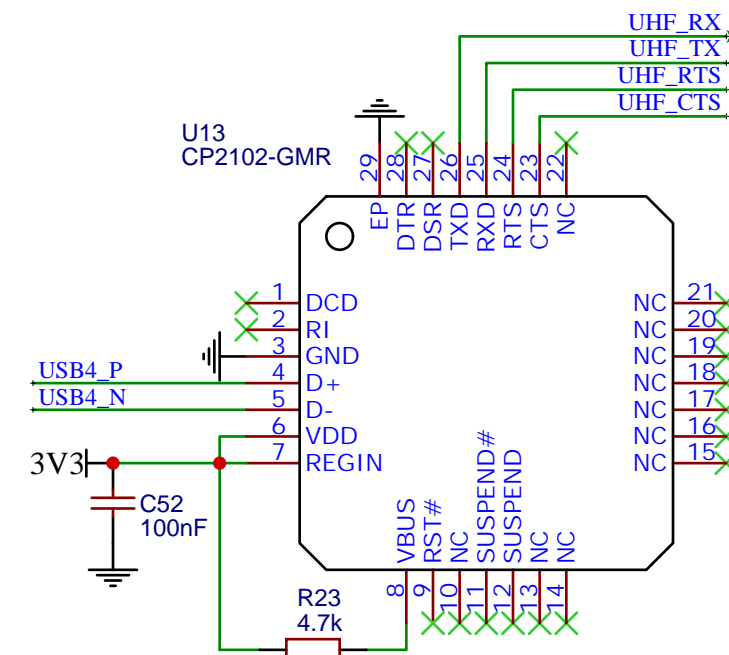 UHF_RX
UHF_TX
UHF_RTS
UHF_CTS
U13
CP2102-GMR
29 28 27 26 25 24 23 22
EP DTR DSR TXD RXD RTS CTS NC
1 DCD
2 RI
3 GND
USB4_P 4 D+
USB4_N 5 D-
6 VDD
3V3 7 REGIN
NC 21
NC 20
NC 19
NC 18
NC 17
NC 16
NC 15
C52
100nF
VBUS RST# NC SUSPEND# SUSPEND NC NC
8 9 10 11 12 13 14
R23
4.7k